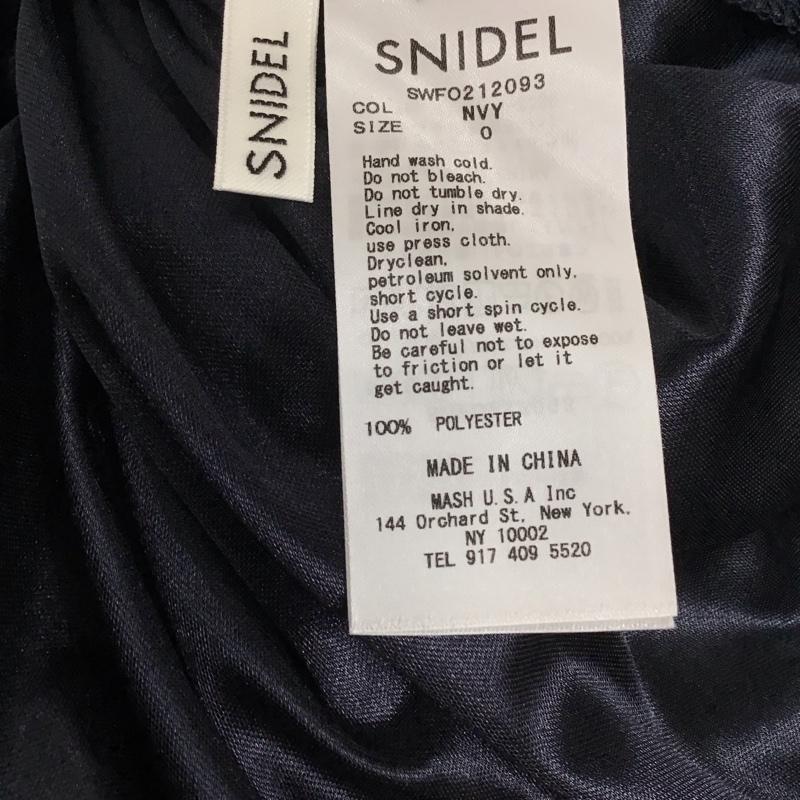 SNIDEL
SNIDEL
SWFO212093
COL NVY
SIZE 0
Hand wash cold.
Do not bleach.
Do not tumble dry.
Line dry in shade.
Cool iron,
use press cloth.
Dryclean,
petroleum solvent only,
short cycle.
Use a short spin cycle.
Do not leave wet.
Be careful not to expose
to friction or let it
get caught.
100% POLYESTER
MADE IN CHINA
MASH U.S.A Inc
144 Orchard St, New York.
NY 10002
TEL 917 409 5520